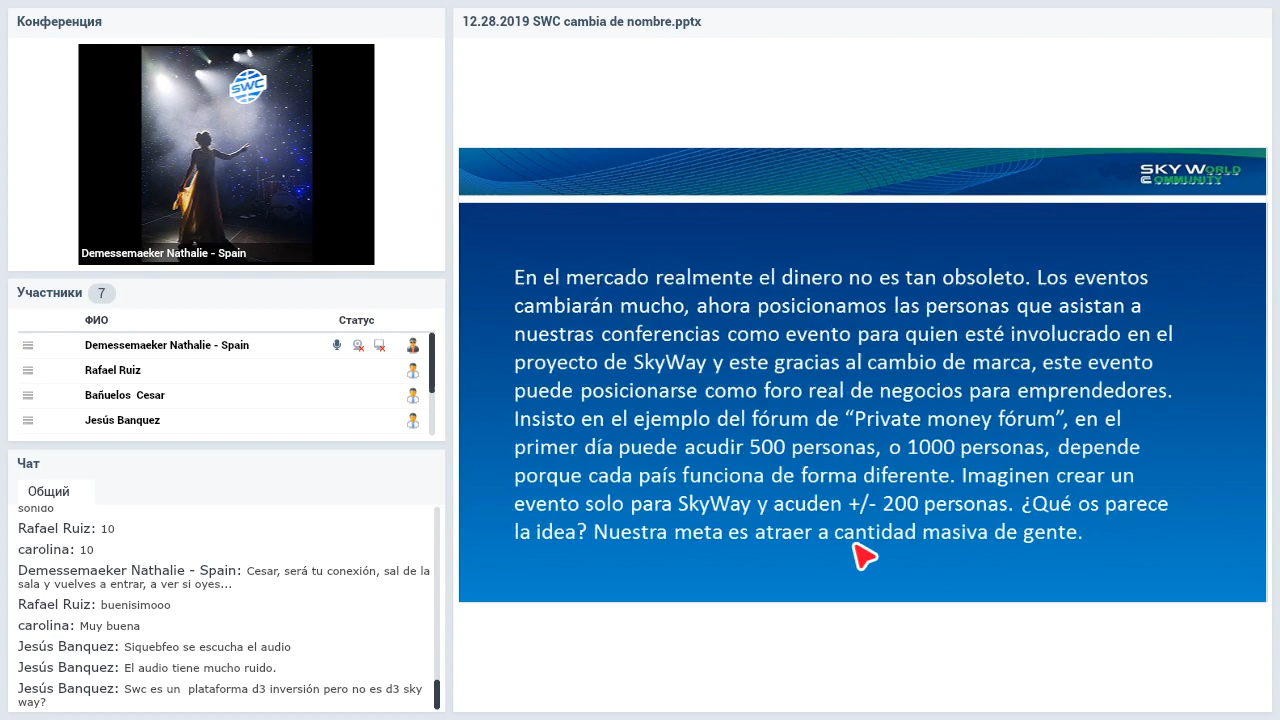 Конференция
SWC
Demessemaeker Nathalie - Spain
Участники 7
ФИО Статус
Demessemaeker Nathalie - Spain
Rafael Ruiz
Bañuelos Cesar
Jesús Banquez
Чат
Общий
sonido
Rafael Ruiz: 10
carolina: 10
Demessemaeker Nathalie - Spain: Cesar, será tu conexión, sal de la
sala y vuelves a entrar, a ver si oyes...
Rafael Ruiz: buenisimooo
carolina: Muy buena
Jesús Banquez: Siquebfeo se escucha el audio
Jesús Banquez: El audio tiene mucho ruido.
Jesús Banquez: Swc es un plataforma d3 inversión pero no es d3 sky
way?
12.28.2019 SWC cambia de nombre.pptx
SKY WORLD
COMMUNITY
En el mercado realmente el dinero no es tan obsoleto. Los eventos
cambiarán mucho, ahora posicionamos las personas que asistan a
nuestras conferencias como evento para quien esté involucrado en el
proyecto de SkyWay y este gracias al cambio de marca, este evento
puede posicionarse como foro real de negocios para emprendedores.
Insisto en el ejemplo del fórum de “Private money fórum”, en el
primer día puede acudir 500 personas, o 1000 personas, depende
porque cada país funciona de forma diferente. Imaginen crear un
evento solo para SkyWay y acuden +/- 200 personas. ¿Qué os parece
la idea? Nuestra meta es atraer a cantidad masiva de gente.